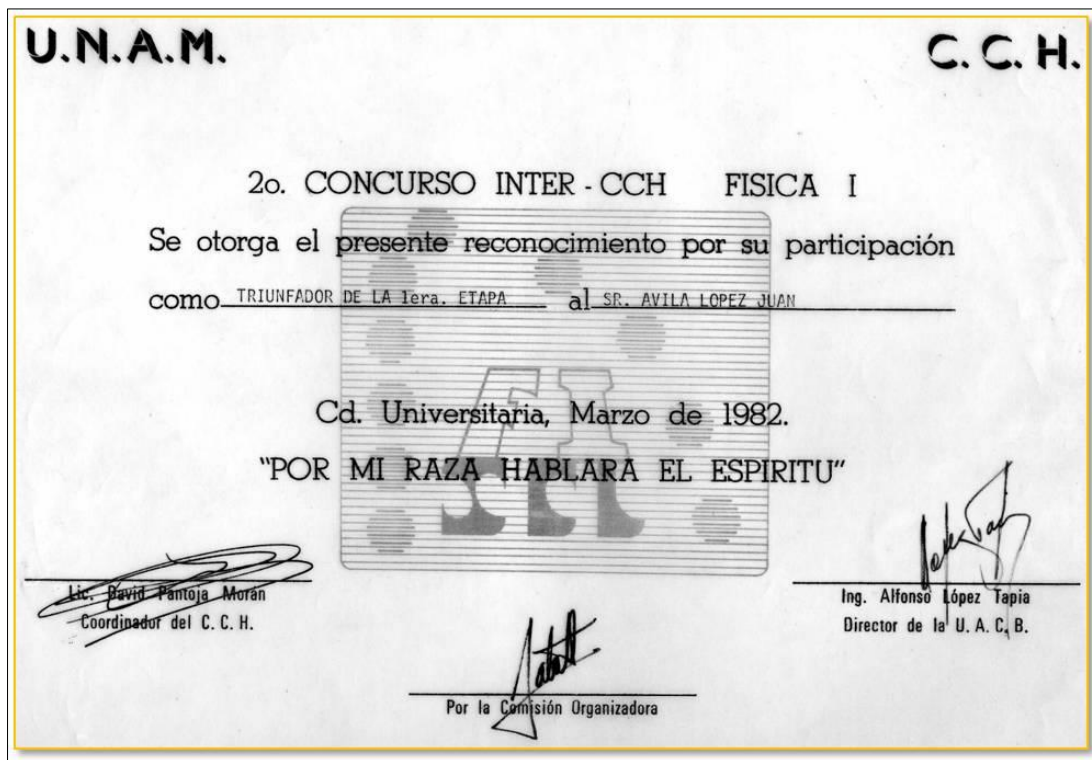 U.N.A.M. C. C. H.
2o. CONCURSO INTER - CCH FISICA I
Se otorga el presente reconocimiento por su participación
como TRIUNFADOR DE LA 1era. ETAPA al SR. AVILA LOPEZ JUAN
FI
Cd. Universitaria, Marzo de 1982.
"POR MI RAZA HABLARA EL ESPIRITU"
Lic. David Pantoja Morán
Coordinador del C. C. H.
Ing. Alfonso López Tapia
Director de la U. A. C. B.
Por la Comisión Organizadora